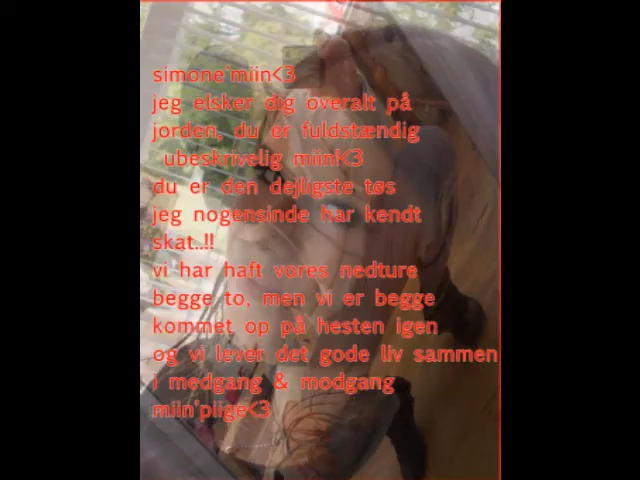 simone'miin<3
jeg elsker dig overalt på
jorden, du er fuldstændig
ubeskrivelig miin!<3
du er den dejligste tøs
jeg nogensinde har kendt
skat..!!
vi har haft vores nedture
begge to, men vi er begge
kommet op på hesten igen
og vi lever det gode liv sammen
i medgang & modgang
miin'piige<3